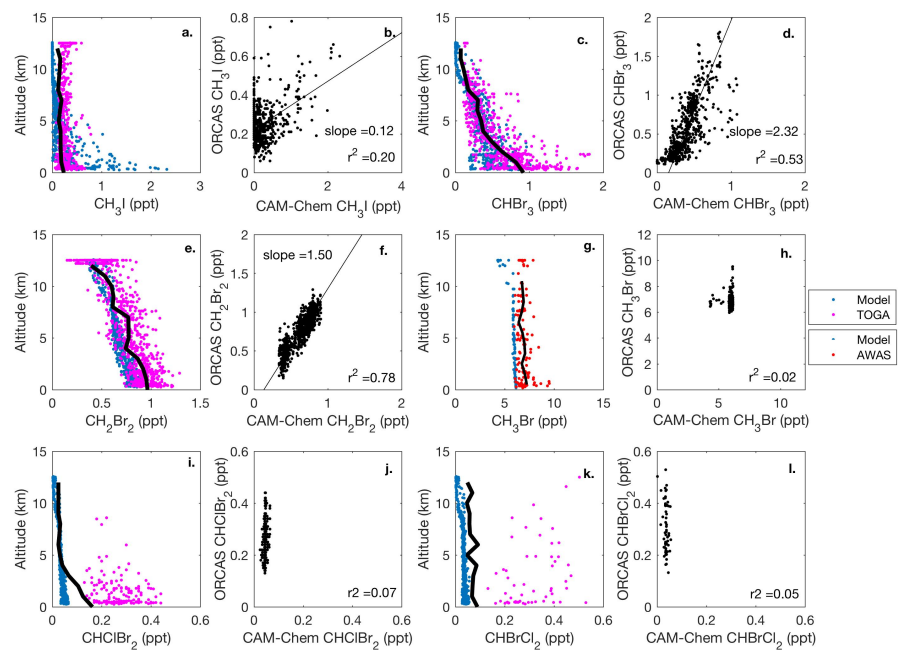 15
10
5
0
Altitude (km)
a.
0 1 2 3
CH3I (ppt)
0.8
0.6
0.4
0.2
0
ORCAS CH3I (ppt)
b.
slope =0.12
r2 =0.20
0 1 2 3 4
CAM-Chem CH3I (ppt)
15
10
5
0
Altitude (km)
c.
0 0.5 1 1.5 2
CHBr3 (ppt)
2
1.5
1
0.5
0
ORCAS CHBr3 (ppt)
d.
slope =2.32
r2 =0.53
0 0.5 1 1.5 2
CAM-Chem CHBr3 (ppt)
15
10
5
0
Altitude (km)
e.
0 0.5 1 1.5
CH2Br2 (ppt)
2
1.5
1
0.5
0
ORCAS CH2Br2 (ppt)
slope =1.50
f.
r2 =0.78
0 1 2
CAM-Chem CH2Br2 (ppt)
15
10
5
0
Altitude (km)
g.
0 5 10 15
CH3Br (ppt)
12
10
8
6
4
2
0
ORCAS CH3Br (ppt)
h.
r2 =0.02
0 5 10
CAM-Chem CH3Br (ppt)
Model
TOGA
Model
AWAS
15
10
5
0
Altitude (km)
i.
0 0.2 0.4 0.6
CHClBr2 (ppt)
0.6
0.4
0.2
0
ORCAS CHClBr2 (ppt)
j.
r2 =0.07
0 0.2 0.4 0.6
CAM-Chem CHClBr2 (ppt)
15
10
5
0
Altitude (km)
k.
0 0.2 0.4 0.6
CHBrCl2 (ppt)
0.6
0.4
0.2
0
ORCAS CHBrCl2 (ppt)
l.
r2 =0.05
0 0.2 0.4 0.6
CAM-Chem CHBrCl2 (ppt)